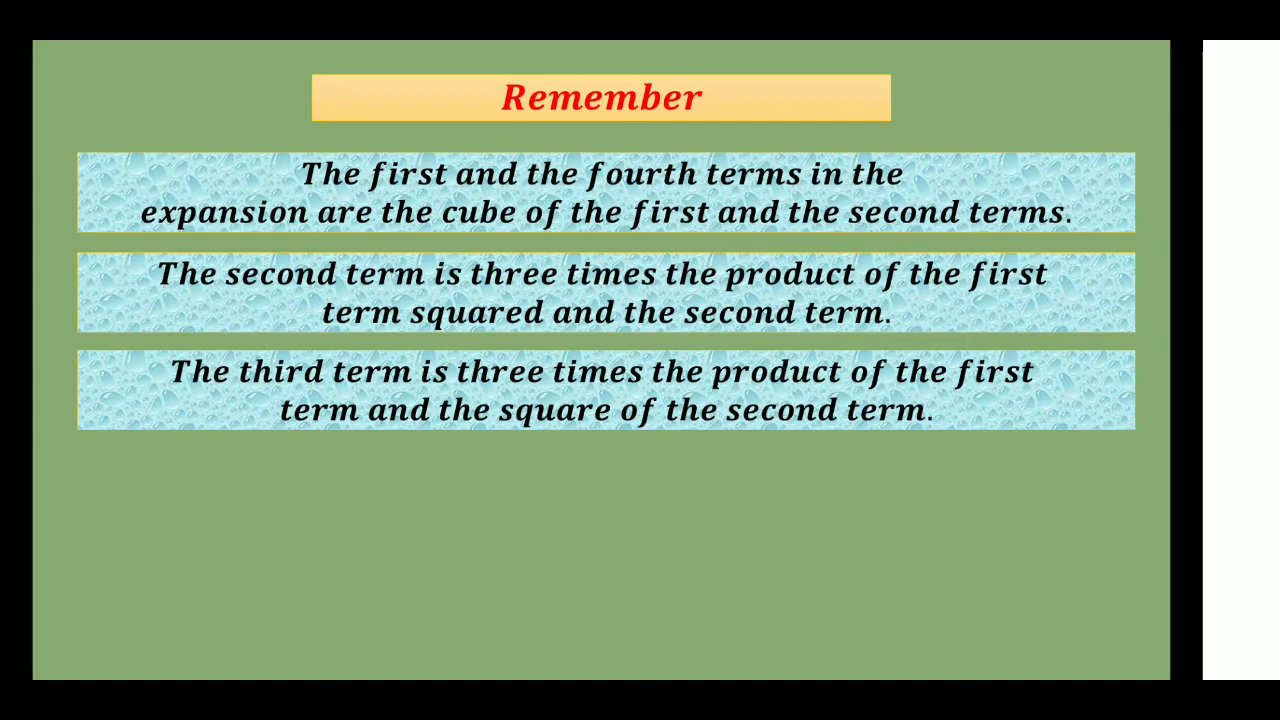 Remember
The first and the fourth terms in the
expansion are the cube of the first and the second terms.
The second term is three times the product of the first
term squared and the second term.
The third term is three times the product of the first
term and the square of the second term.